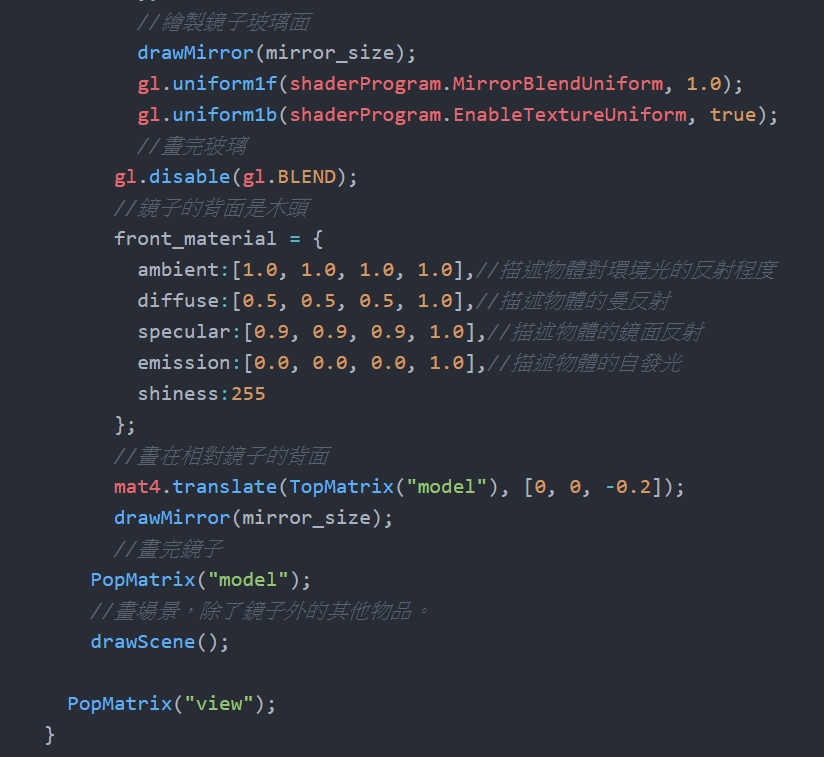 //繪製鏡子玻璃面
drawMirror(mirror_size);
gl.uniform1f(shaderProgram.MirrorBlendUniform, 1.0);
gl.uniform1b(shaderProgram.EnableTextureUniform, true);
//畫完玻璃
gl.disable(gl.BLEND);
//鏡子的背面是木頭
front_material = {
ambient:[1.0, 1.0, 1.0, 1.0],//描述物體對環境光的反射程度
diffuse:[0.5, 0.5, 0.5, 1.0],//描述物體的曼反射
specular:[0.9, 0.9, 0.9, 1.0],//描述物體的鏡面反射
emission:[0.0, 0.0, 0.0, 1.0],//描述物體的自發光
shiness:255
};
//畫在相對鏡子的背面
mat4.translate(TopMatrix("model"), [0, 0, -0.2]);
drawMirror(mirror_size);
//畫完鏡子
PopMatrix("model");
//畫場景，除了鏡子外的其他物品。
drawScene();
PopMatrix("view");
}